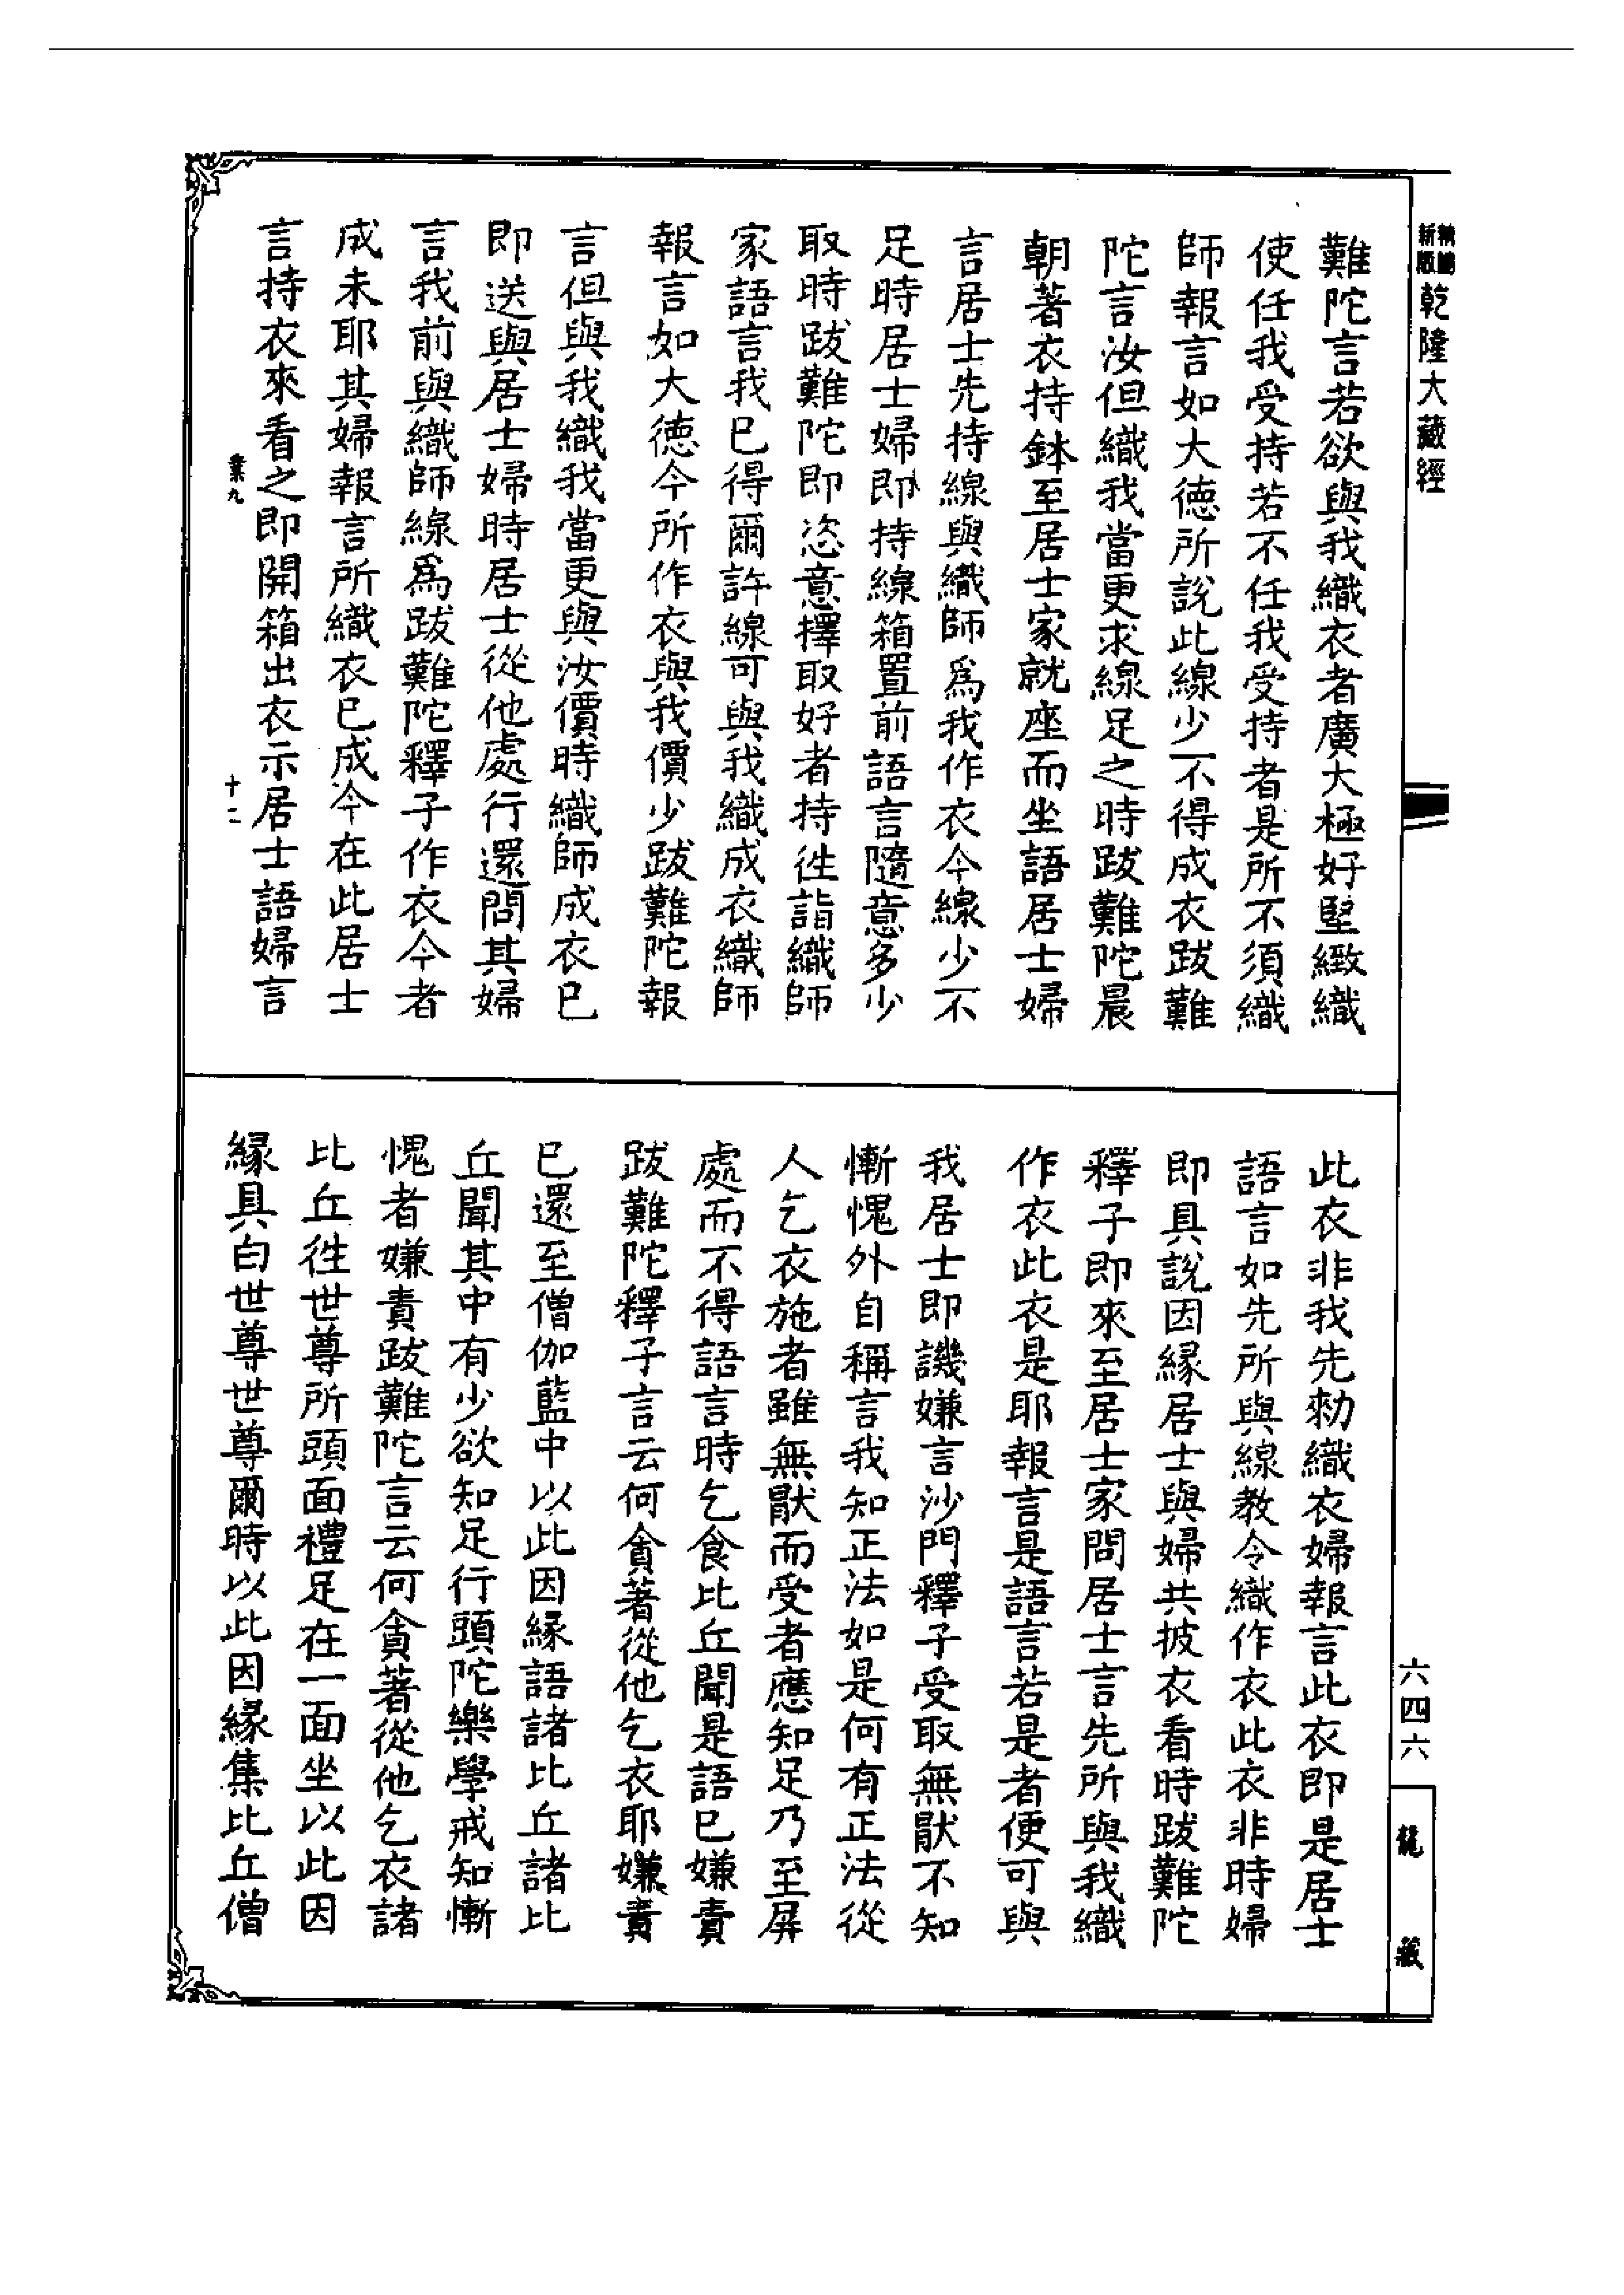 新版
乾隆大藏經
難陀言若欲與我織衣者廣大極好堅緻織
使任我受持若不任我受持者是所不須織
師報言如大德所說此線少不得成衣跋難
陀言汝但織我當更求線足之時跋難陀晨
朝著衣持鉢至居士家就座而坐語居士婦
言居士先持線與織師為我作衣今線少不
足時居士婦即持線箱置前語言隨意多少
取時跋難陀即恣意擇取好者持徃詣織師
家語言我已得爾許線可與我織成衣織師
報言如大德今所作衣與我價少跋難陀報
言但與我織我當更與汝價時織師成衣已
即送與居士婦時居士從他處行還問其婦
言我前與織師線為跋難陀釋子作衣今者
成未耶其婦報言所織衣已成今在此居士
言持衣來看之即開箱出衣示居士語婦言
業九
十二
此衣非我先勑織衣婦報言此衣即是居士
語言如先所與線教令織作衣此衣非時婦
即具說因緣居士與婦共披衣看時跋難陀
釋子即來至居士家問居士言先所與我織
作衣此衣是耶報言是語言若是者便可與
我居士即譏嫌言沙門釋子受取無猒不知
慚愧外自稱言我知正法如是何有正法從
人乞衣施者雖無猒而受者應知足乃至屏
處而不得語言時乞食比丘聞是語已嫌責
跋難陀釋子言云何貪著從他乞衣耶嫌責
已還至僧伽藍中以此因緣語諸比丘諸比
丘聞其中有少欲知足行頭陀樂學戒知慚
愧者嫌責跋難陀言云何貪著從他乞衣諸
比丘徃世尊所頭面禮足在一面坐以此因
緣具白世尊世尊爾時以此因緣集比丘僧
六四六
龍藏